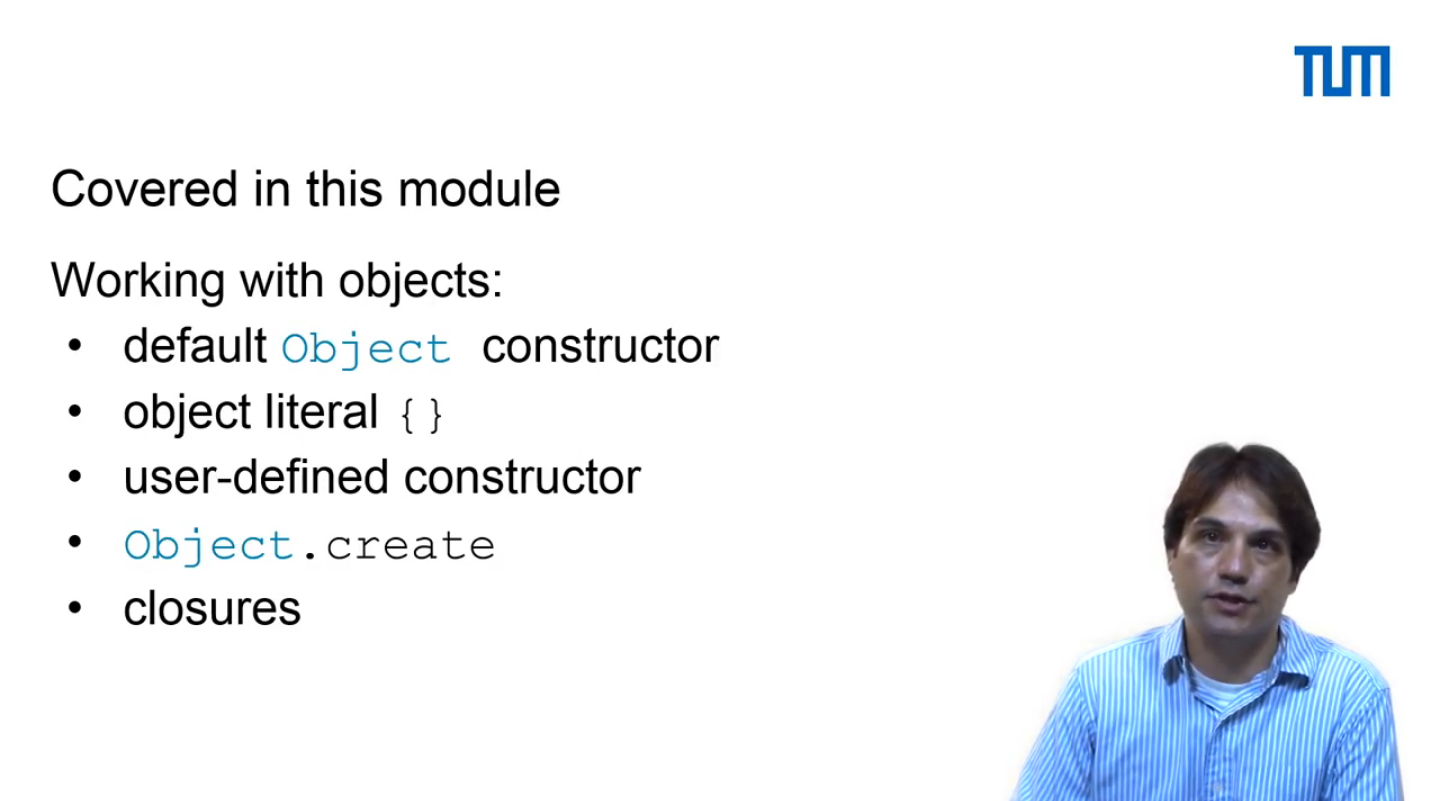 TUM
Covered in this module
Working with objects:
• default Object constructor
• object literal {}
• user-defined constructor
• Object.create
• closures